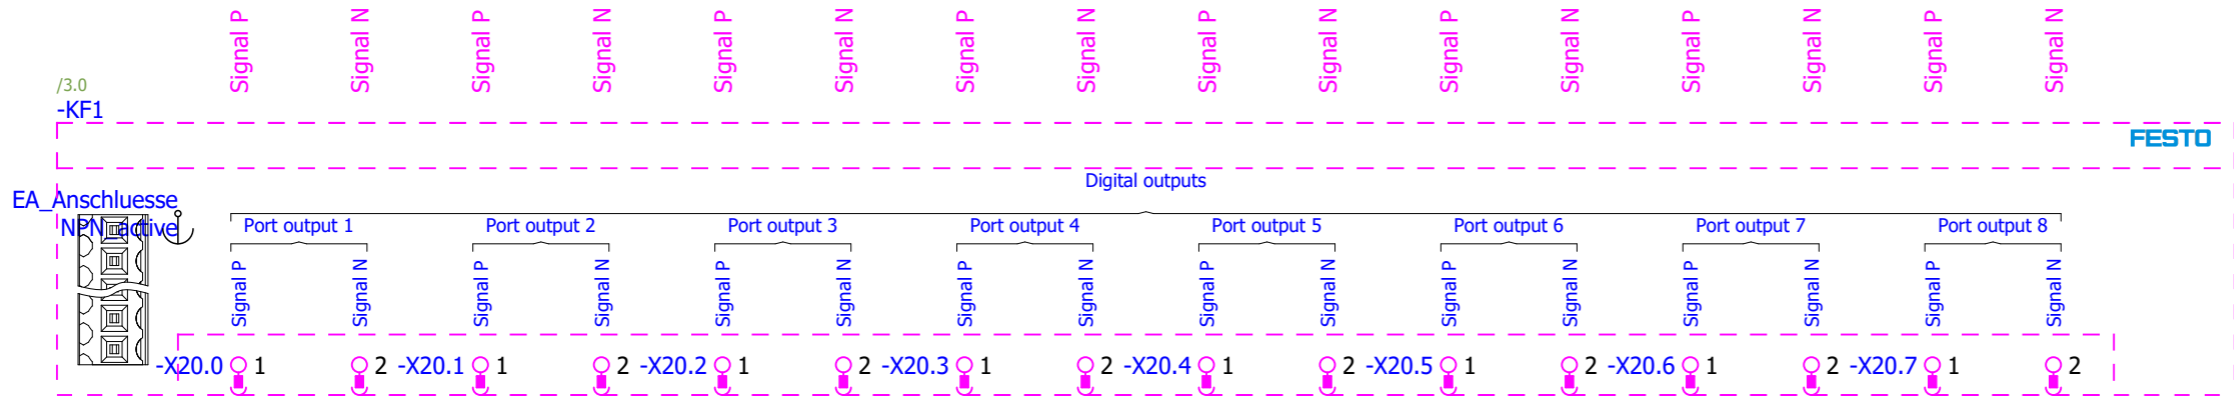 Signal P Signal N Signal P Signal N Signal P Signal N Signal P Signal N Signal P Signal N Signal P Signal N Signal P Signal N Signal P Signal N
/3.0
-KF1
FESTO
Digital outputs
EA_Anschluesse
NPN_active
Port output 1 Port output 2 Port output 3 Port output 4 Port output 5 Port output 6 Port output 7 Port output 8
Signal P Signal N Signal P Signal N Signal P Signal N Signal P Signal N Signal P Signal N Signal P Signal N Signal P Signal N Signal P Signal N
-X20.0 1 2 -X20.1 1 2 -X20.2 1 2 -X20.3 1 2 -X20.4 1 2 -X20.5 1 2 -X20.6 1 2 -X20.7 1 2